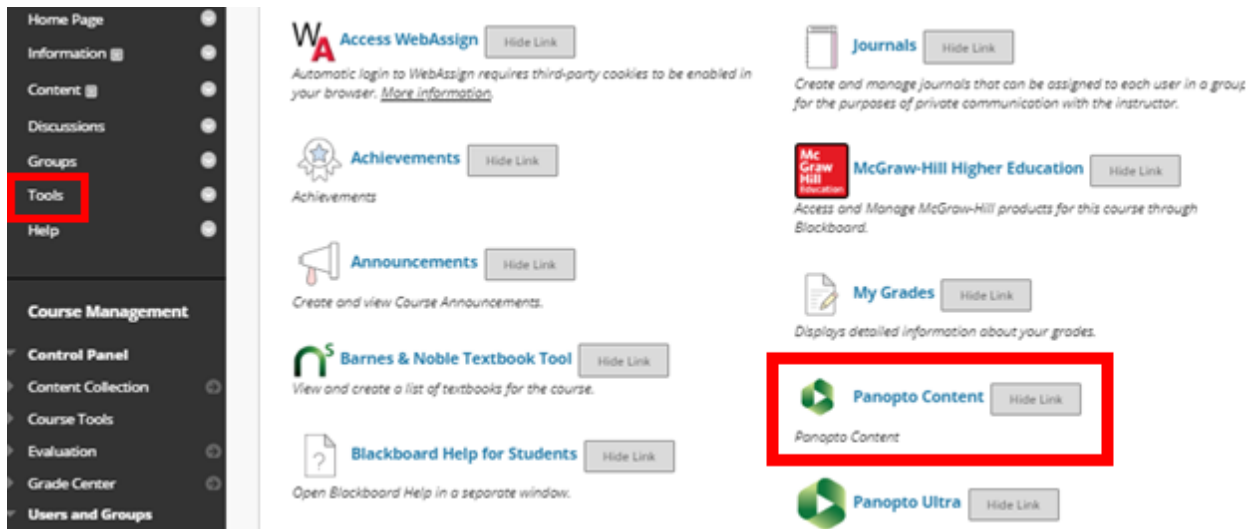 Home Page
Information
Content
Discussions
Groups
Tools
Help
Course Management
Control Panel
Content Collection
Course Tools
Evaluation
Grade Center
Users and Groups
WA Access WebAssign Hide Link
Automatic login to WebAssign requires third-party cookies to be enabled in
your browser. More information.
Achievements Hide Link
Achievements
Announcements Hide Link
Create and view Course Announcements.
ns Barnes & Noble Textbook Tool Hide Link
View and create a list of textbooks for the course.
? Blackboard Help for Students Hide Link
Open Blackboard Help in a separate window.
Journals Hide Link
Create and manage journals that can be assigned to each user in a group
for the purposes of private communication with the instructor.
Mc
Graw
Hill
Education
McGraw-Hill Higher Education Hide Link
Access and Manage McGraw-Hill products for this course through
Blackboard.
My Grades Hide Link
Displays detailed information about your grades.
Panopto Content Hide Link
Panopto Content
Panopto Ultra Hide Link